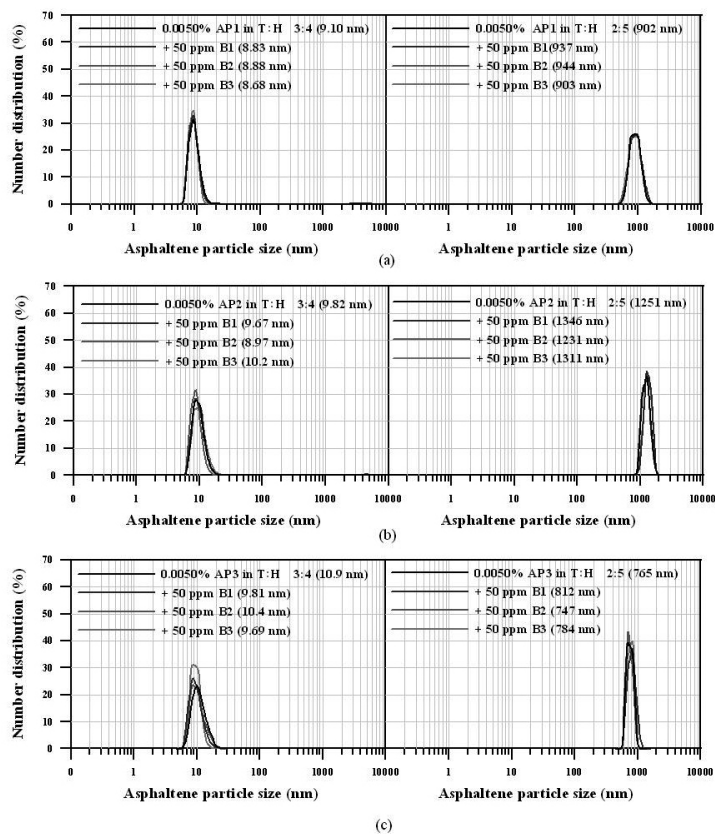 70
60
50
40
30
20
10
0
Number distribution (%)
0.0050% AP1 in T:H 3:4 (9.10 nm)
+ 50 ppm B1 (8.83 nm)
+ 50 ppm B2 (8.88 nm)
+ 50 ppm B3 (8.68 nm)
0.0050% AP1 in T:H 2:5 (902 nm)
+ 50 ppm B1(937 nm)
+ 50 ppm B2 (944 nm)
+ 50 ppm B3 (903 nm)
0 1 10 100 1000 10000 1 10 100 1000 10000
Asphaltene particle size (nm) Asphaltene particle size (nm)
(a)
70
60
50
40
30
20
10
0
Number distribution (%)
0.0050% AP2 in T:H 3:4 (9.82 nm)
+ 50 ppm B1 (9.67 nm)
+ 50 ppm B2 (8.97 nm)
+ 50 ppm B3 (10.2 nm)
0.0050% AP2 in T:H 2:5 (1251 nm)
+ 50 ppm B1 (1346 nm)
+ 50 ppm B2 (1231 nm)
+ 50 ppm B3 (1311 nm)
0 1 10 100 1000 10000 1 10 100 1000 10000
Asphaltene particle size (nm) Asphaltene particle size (nm)
(b)
70
60
50
40
30
20
10
0
Number distribution (%)
0.0050% AP3 in T:H 3:4 (10.9 nm)
+ 50 ppm B1 (9.81 nm)
+ 50 ppm B2 (10.4 nm)
+ 50 ppm B3 (9.69 nm)
0.0050% AP3 in T:H 2:5 (765 nm)
+ 50 ppm B1 (812 nm)
+ 50 ppm B2 (747 nm)
+ 50 ppm B3 (784 nm)
0 1 10 100 1000 10000 1 10 100 1000 10000
Asphaltene particle size (nm) Asphaltene particle size (nm)
(c)